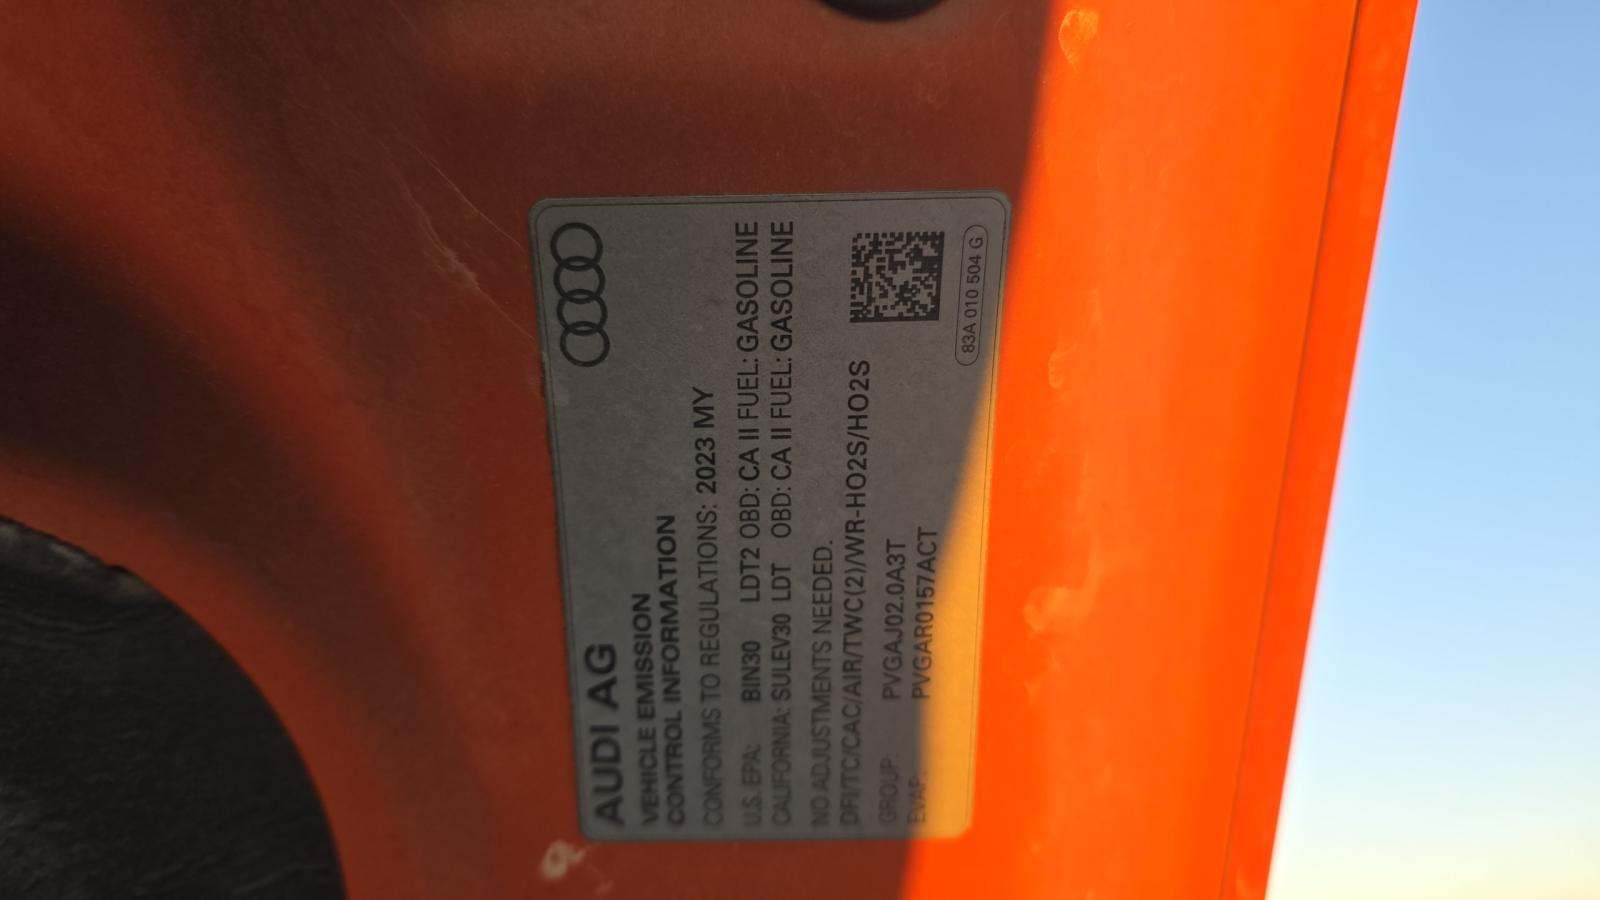 AUDI AG
VEHICLE EMISSION
CONTROL INFORMATION
CONFORMS TO REGULATIONS: 2023 MY
U.S. EPA: BIN30 LDT2 OBD: CA II FUEL: GASOLINE
CALIFORNIA: SULEV30 LDT OBD: CA II FUEL: GASOLINE
NO ADJUSTMENTS NEEDED.
DFI/TC/CAC/AIR/TWC(2)/WR-HO2S/HO2S
GROUP: PVGAJ02.0A3T
EVAP: PVGAR0157ACT
83A 010 504 G